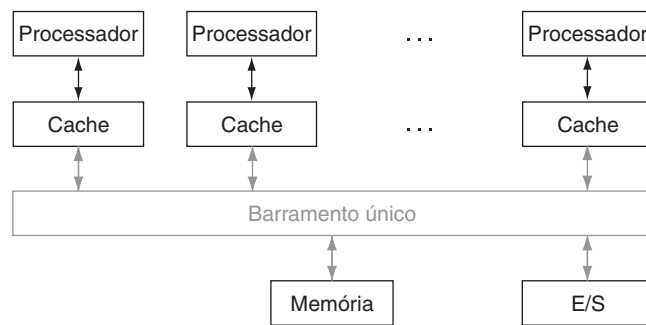 Processador Processador ... Processador
Cache Cache ... Cache
Barramento único
Memória E/S